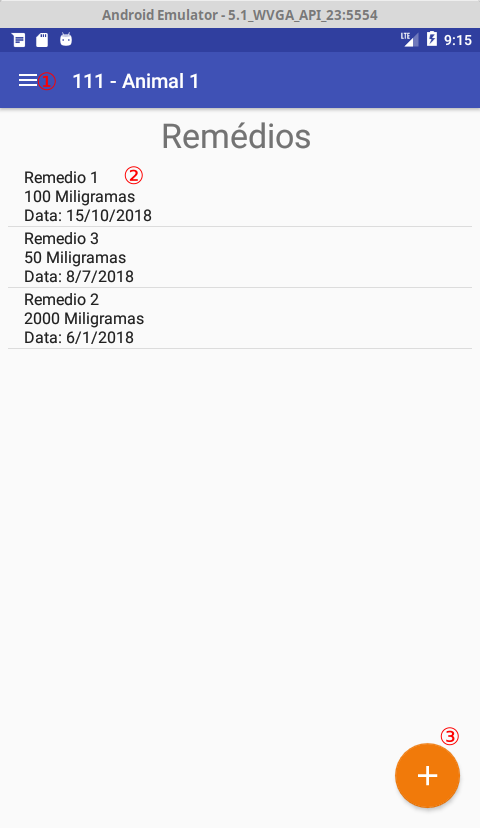 Android Emulator - 5.1_WVGA_API_23:5554
LTE 9:15
① 111 - Animal 1
Remédios
Remedio 1 ②
100 Miligramas
Data: 15/10/2018
Remedio 3
50 Miligramas
Data: 8/7/2018
Remedio 2
2000 Miligramas
Data: 6/1/2018
③
+